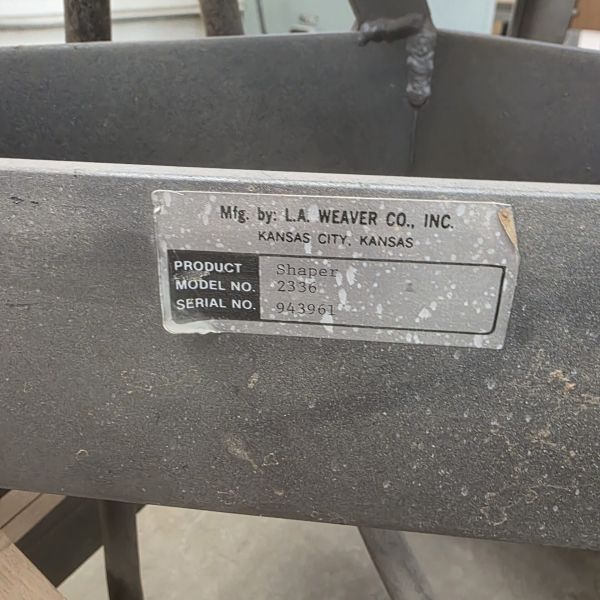 Mfg. by: L.A. WEAVER CO., INC.
KANSAS CITY, KANSAS
PRODUCT Shaper
MODEL NO. 2336
SERIAL NO. 943961